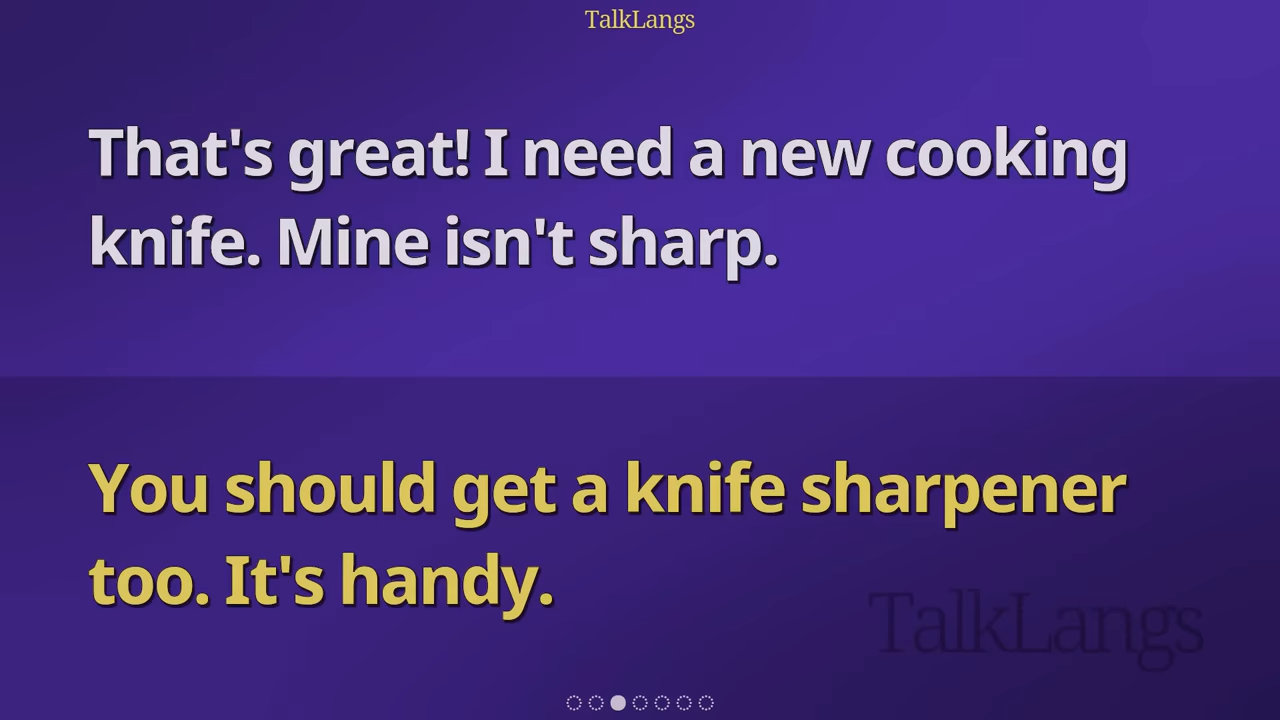 TalkLangs
That's great! I need a new cooking
knife. Mine isn't sharp.
You should get a knife sharpener
too. It's handy.
TalkLangs